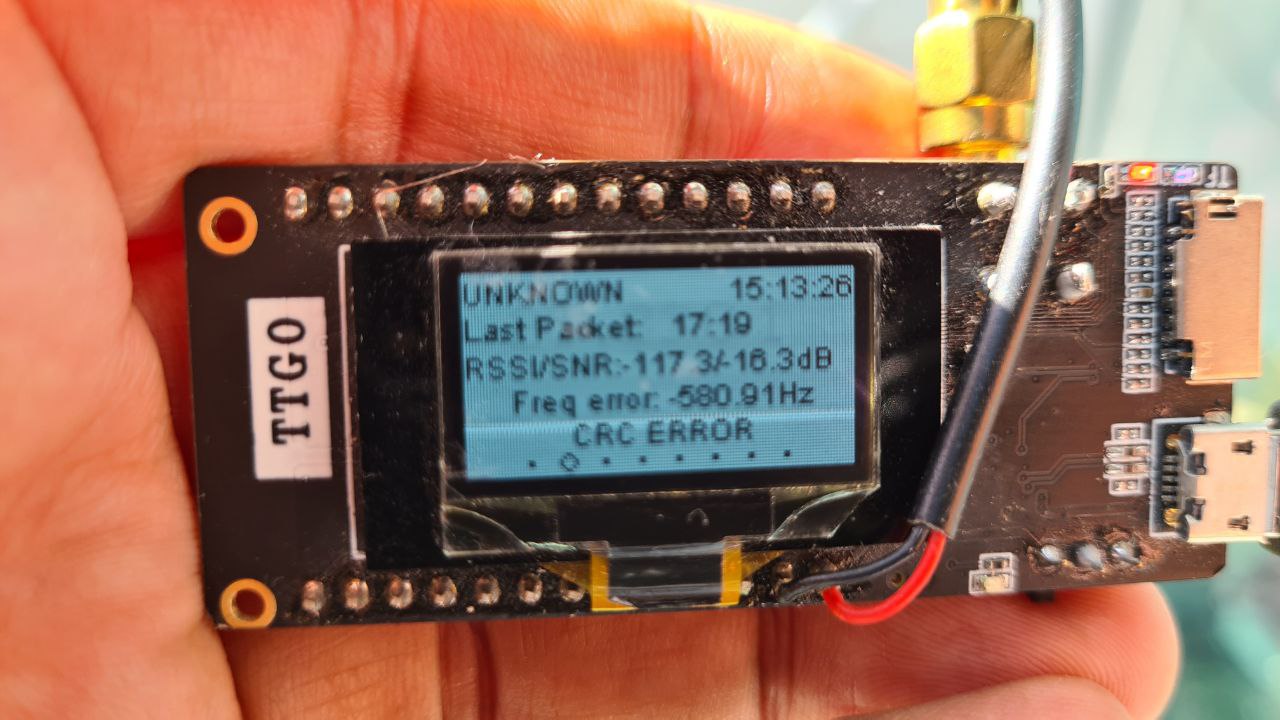 TTGO
UNKNOWN 15:13:26
Last Packet: 17:19
RSSI/SNR:-117.3/-16.3dB
Freq error: -580.91Hz
CRC ERROR
TF